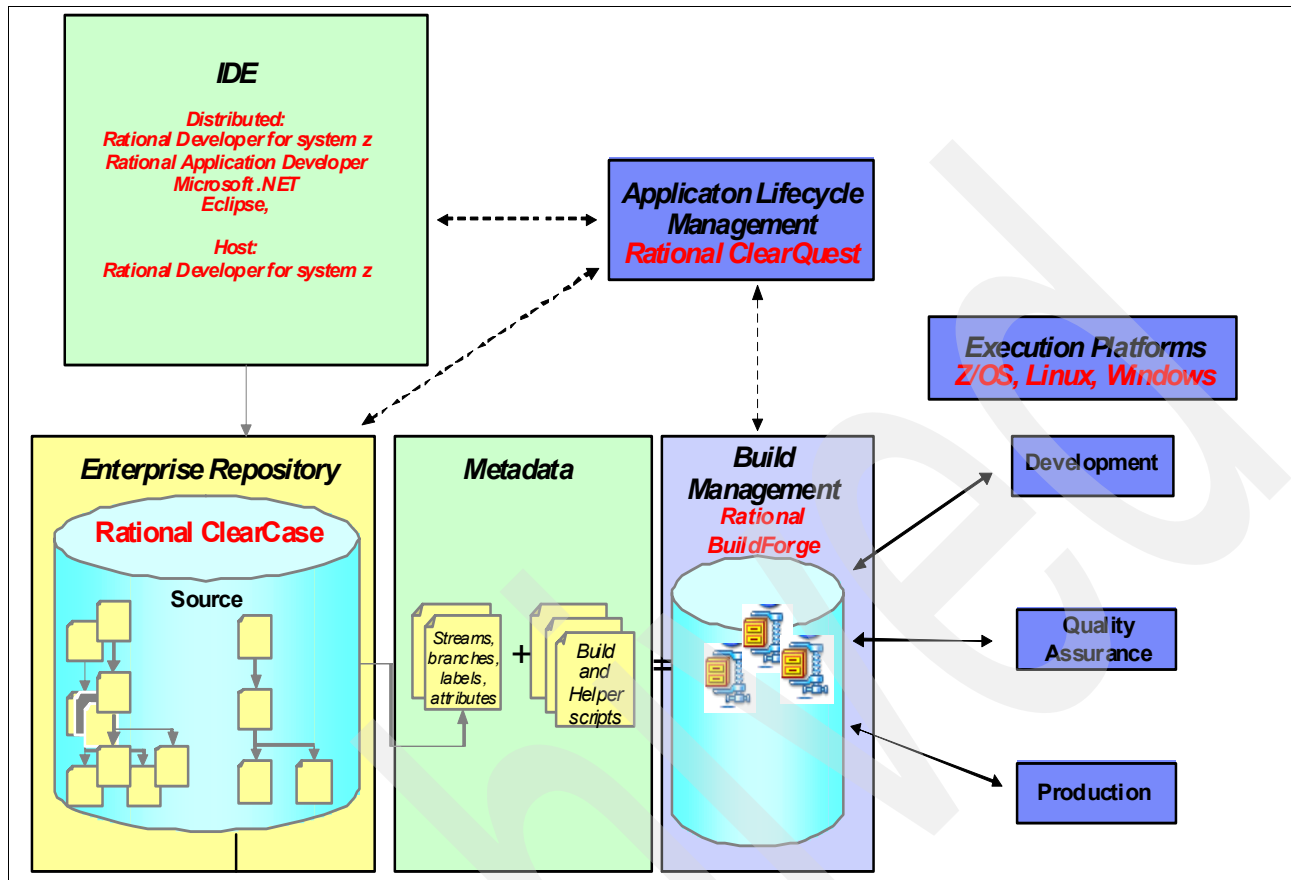 IDE
Distributed:
Rational Developer for system z
Rational Application Developer
Microsoft .NET
Eclipse,
Host:
Rational Developer for system z
Applicaton Lifecycle
Management
Rational ClearQuest
Execution Platforms
Z/OS, Linux, Windows
Enterprise Repository
Rational ClearCase
Source
Metadata
Streams,
branches,
labels,
attributes
+
Build
and
Helper
scripts
=
Build
Management
Rational
BuildForge
Development
Quality
Assurance
Production